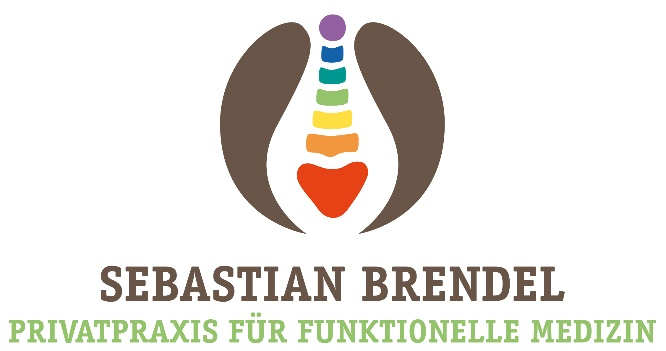 SEBASTIAN BRENDEL
PRIVATPRAXIS FÜR FUNKTIONELLE MEDIZIN